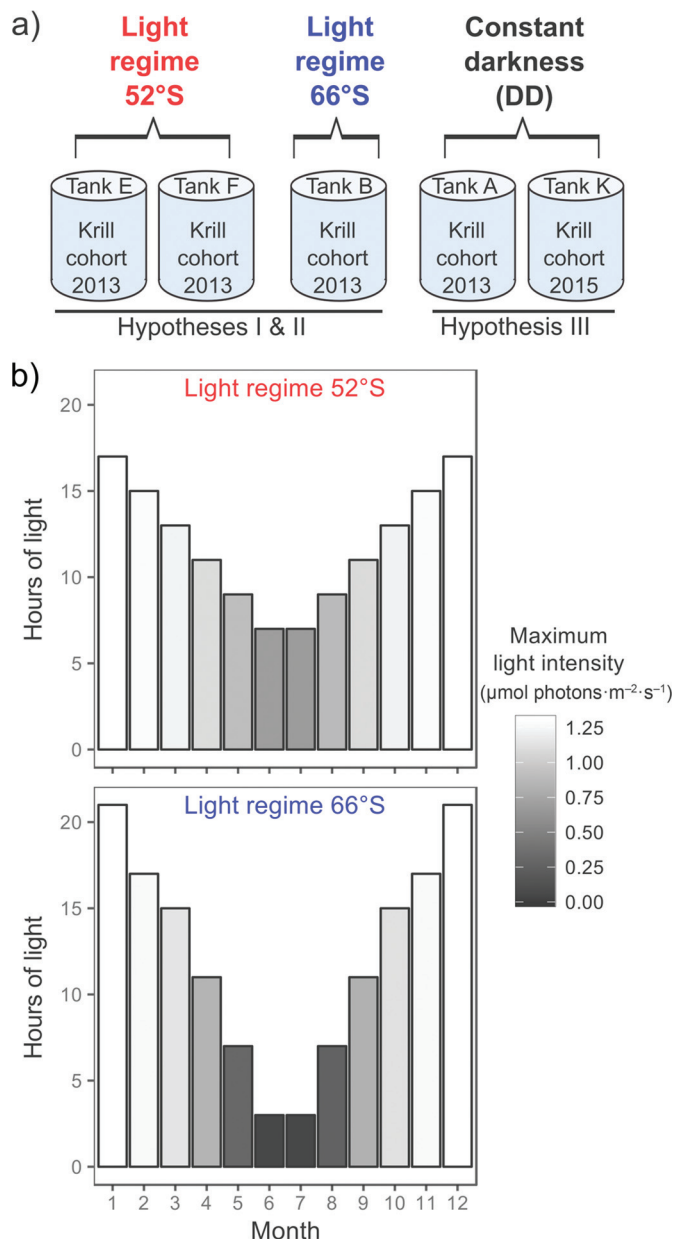 a)
Light
regime
52°S
Light
regime
66°S
Constant
darkness
(DD)
Tank E
Krill
cohort
2013
Tank F
Krill
cohort
2013
Tank B
Krill
cohort
2013
Tank A
Krill
cohort
2013
Tank K
Krill
cohort
2015
Hypotheses I & II
Hypothesis III
b)
Light regime 52°S
Hours of light
20
15
10
5
0
Maximum
light intensity
(µmol photons·m⁻²·s⁻¹)
1.25
1.00
0.75
0.50
0.25
0.00
Light regime 66°S
Hours of light
20
15
10
5
0
1 2 3 4 5 6 7 8 9 10 11 12
Month